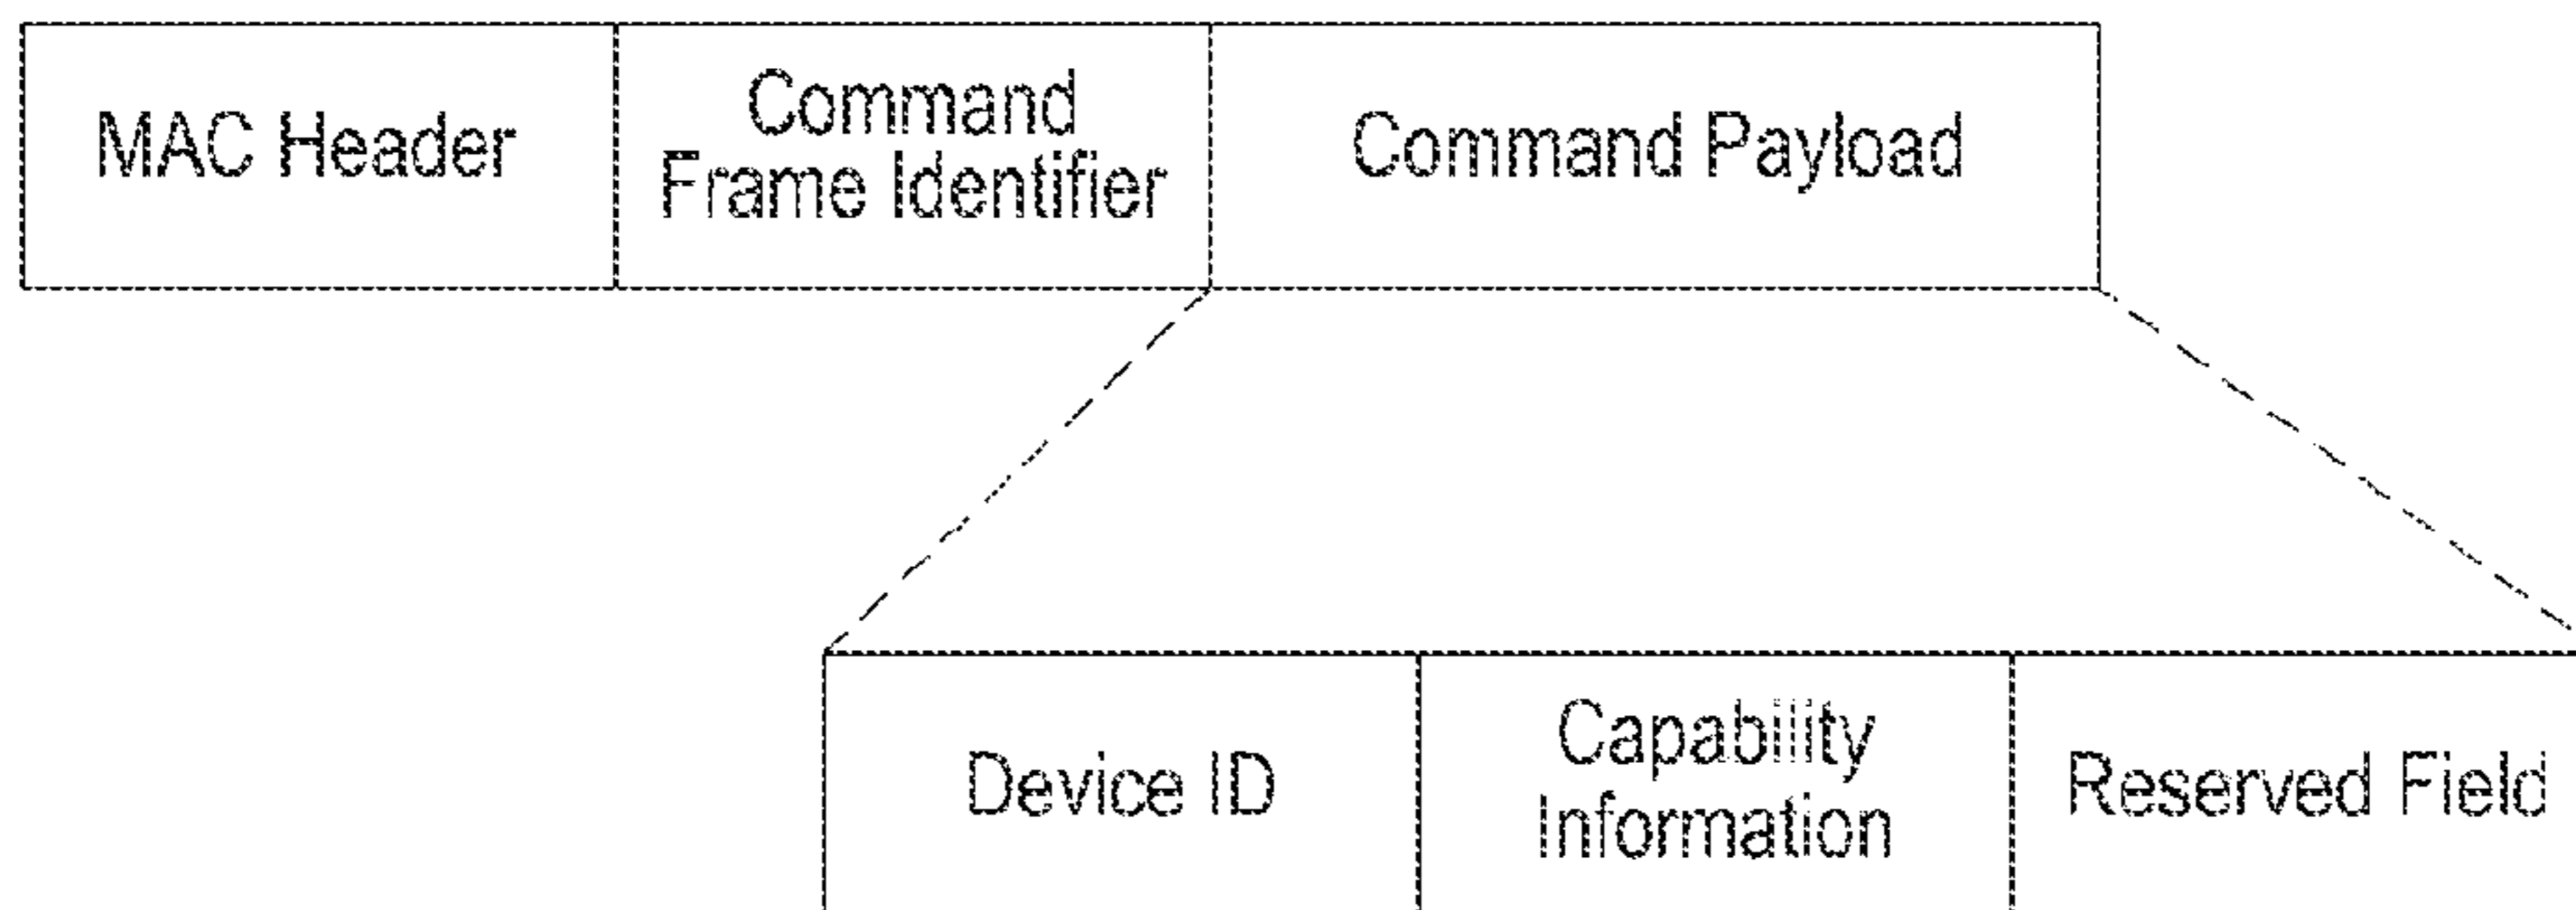 MAC Header
Command
Frame Identifier
Command Payload
Device ID
Capability
Information
Reserved Field